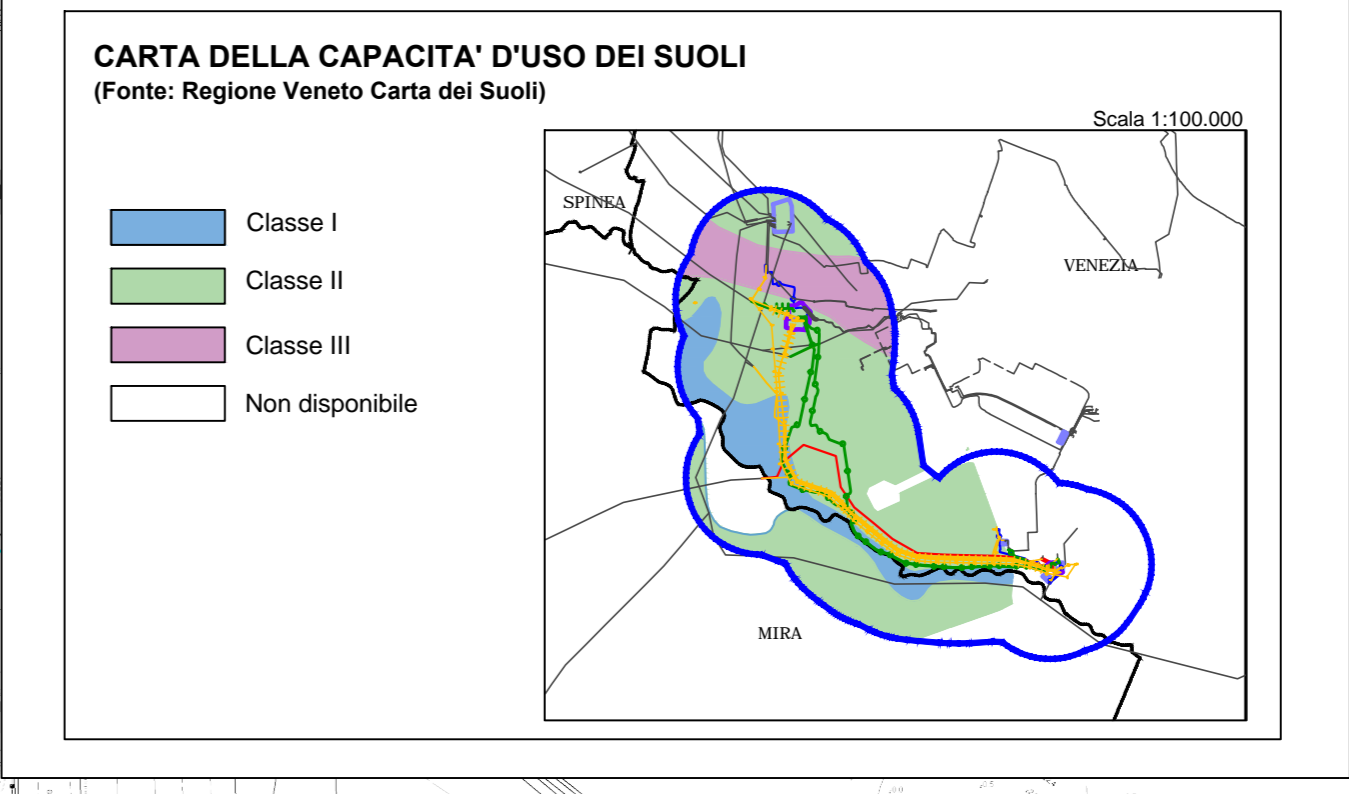 CARTA DELLA CAPACITA' D'USO DEI SUOLI
(Fonte: Regione Veneto Carta dei Suoli)
Scala 1:100.000
Classe I
Classe II
Classe III
Non disponibile
SPINEA
VENEZIA
MIRA